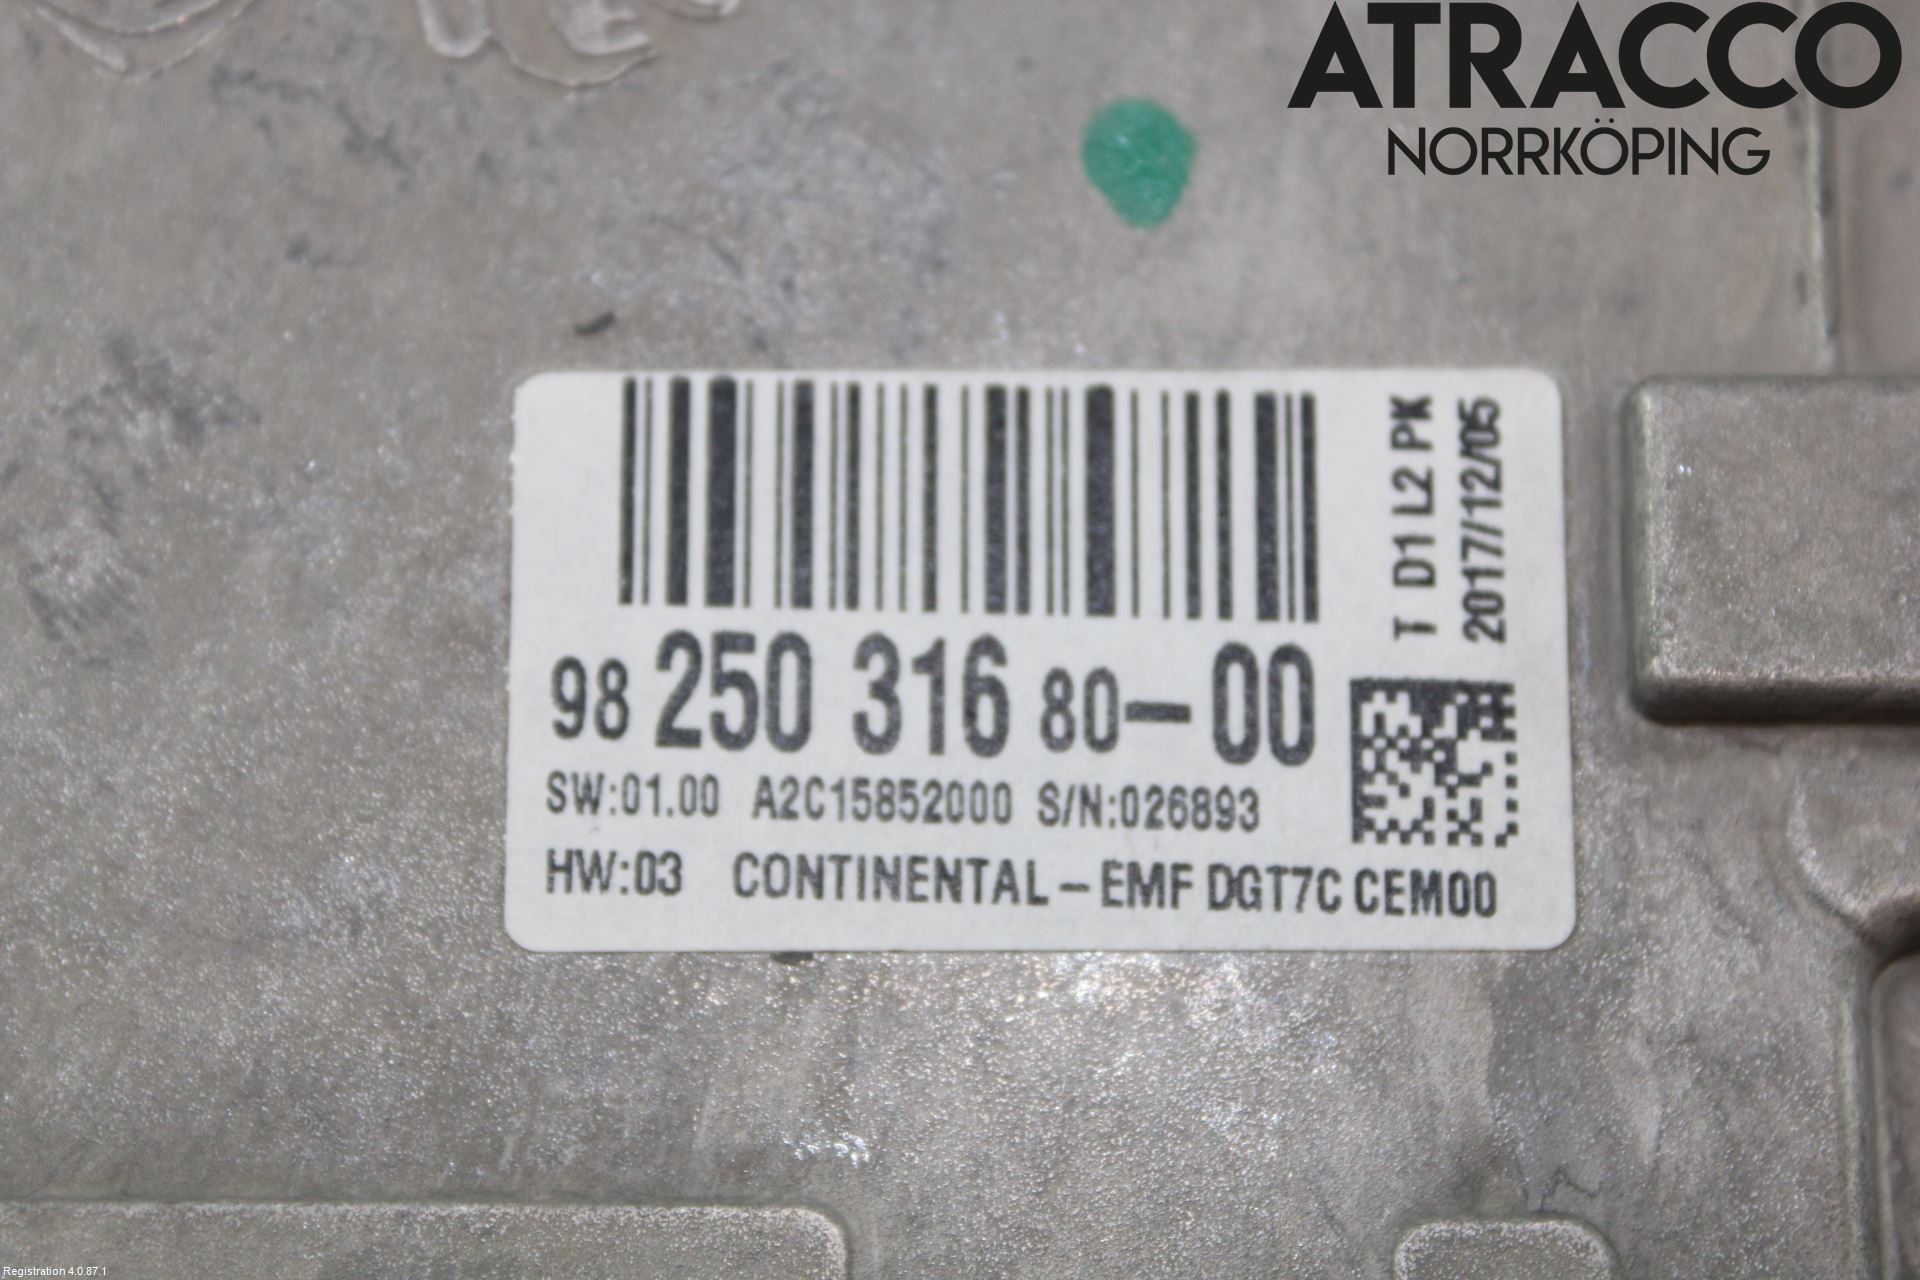 ATRACCO
NORRKÖPING
T D1 L2 PK
2017/12/05
98 250 316 80-00
SW:01.00 A2C15852000 S/N:026893
HW:03 CONTINENTAL-EMF DGT7C CEM00
Registration 4.0.87.1